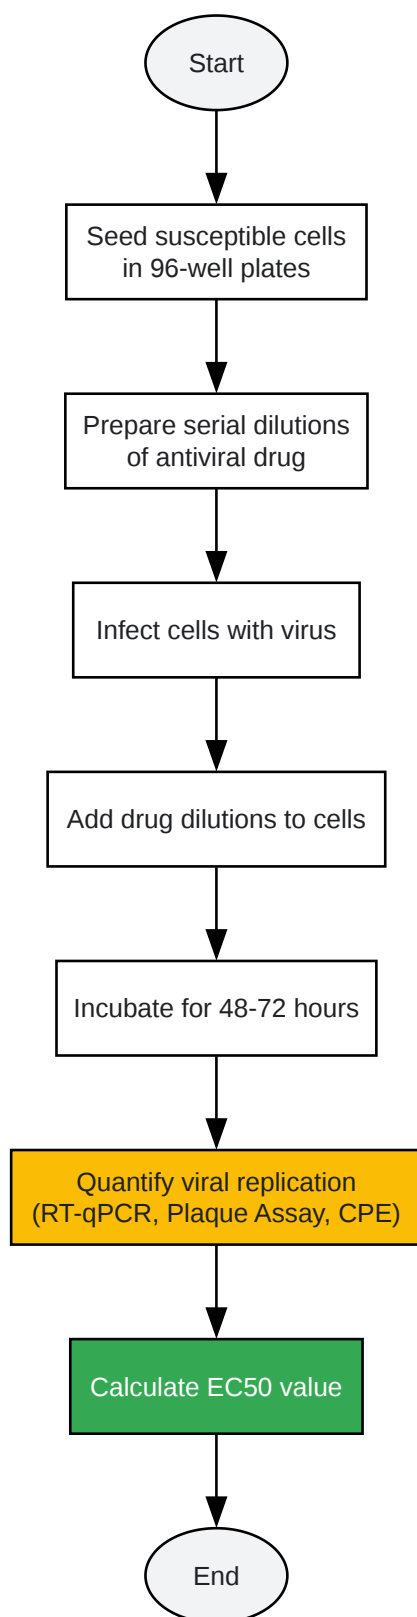 Start
Seed susceptible cells
in 96-well plates
Prepare serial dilutions
of antiviral drug
Infect cells with virus
Add drug dilutions to cells
Incubate for 48-72 hours
Quantify viral replication
(RT-qPCR, Plaque Assay, CPE)
Calculate EC50 value
End